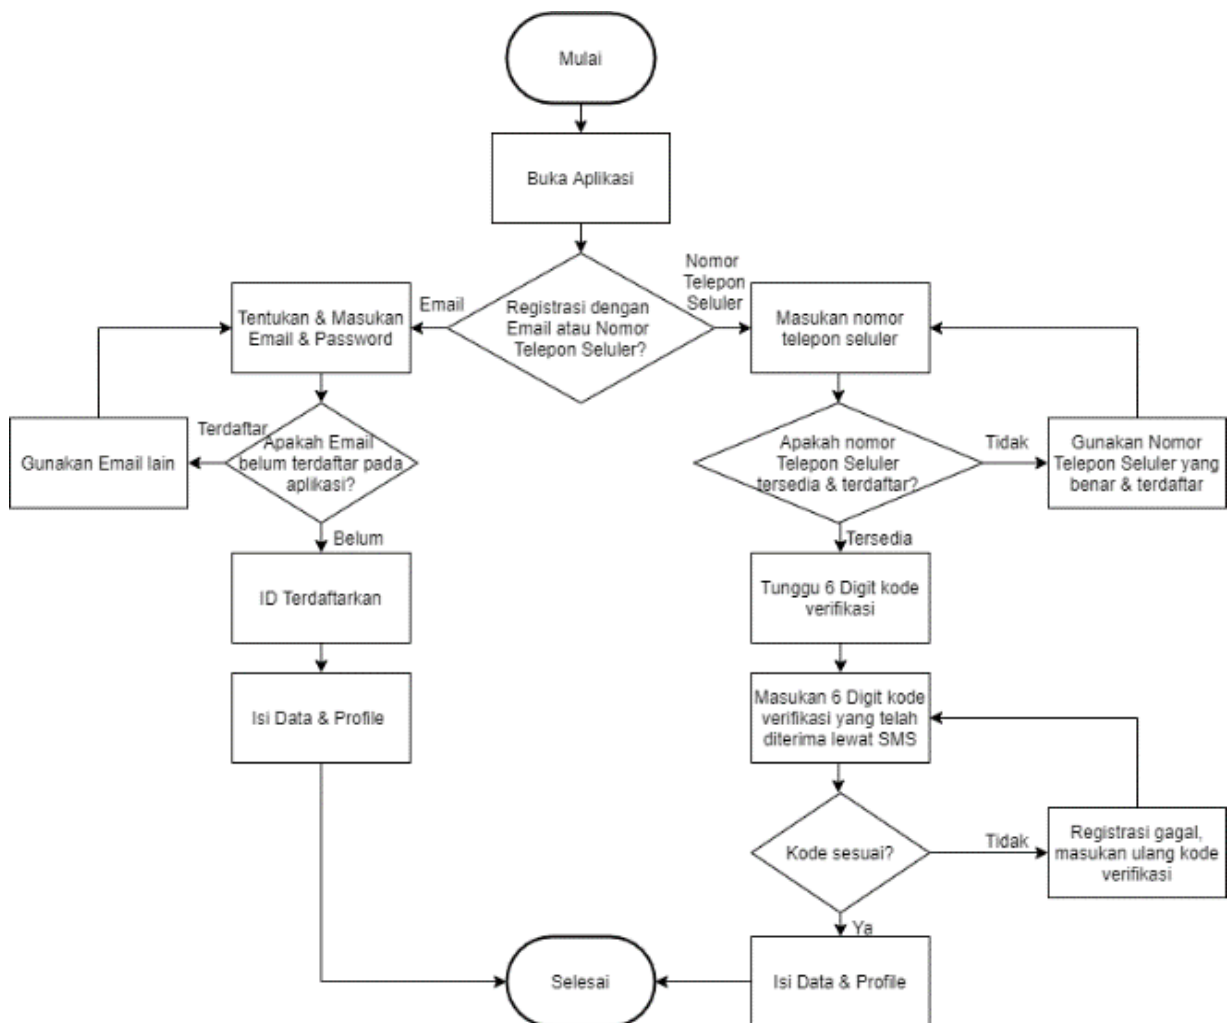 Mulai
Buka Aplikasi
Registrasi dengan
Email atau Nomor
Telepon Seluler?
Email
Nomor
Telepon
Seluler
Tentukan & Masukan
Email & Password
Masukan nomor
telepon seluler
Gunakan Email lain
Terdaftar
Apakah Email
belum terdaftar pada
aplikasi?
Apakah nomor
Telepon Seluler
tersedia & terdaftar?
Tidak
Gunakan Nomor
Telepon Seluler yang
benar & terdaftar
Belum
Tersedia
ID Terdaftarkan
Tunggu 6 Digit kode
verifikasi
Isi Data & Profile
Masukan 6 Digit kode
verifikasi yang telah
diterima lewat SMS
Kode sesuai?
Tidak
Registrasi gagal,
masukan ulang kode
verifikasi
Ya
Selesai
Isi Data & Profile